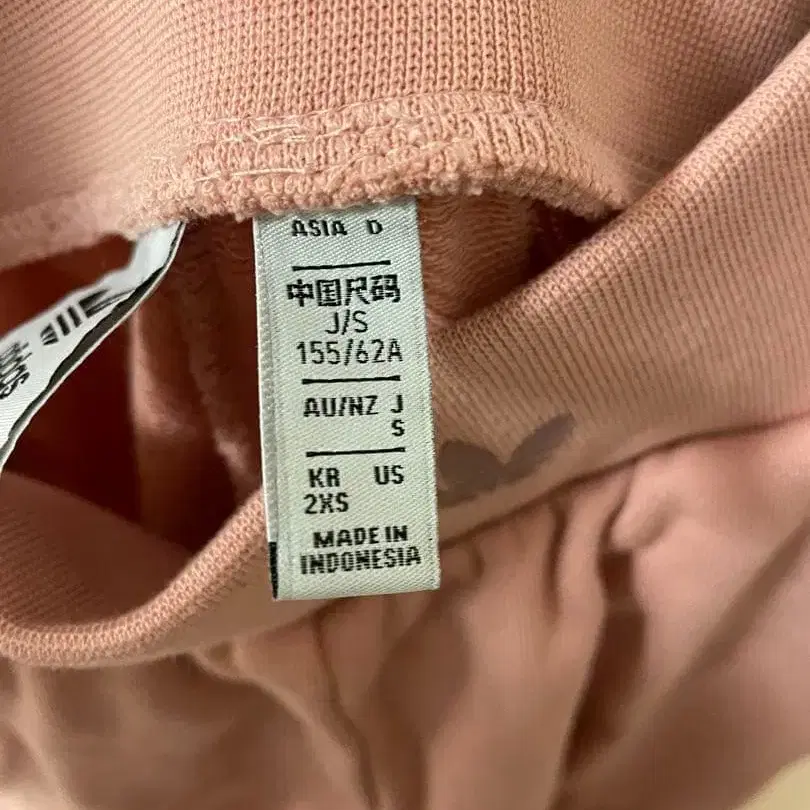 ASIA D
中国尺码
J/S
155/62A
AU/NZ J
S
KR US
2XS
MADE IN
INDONESIA